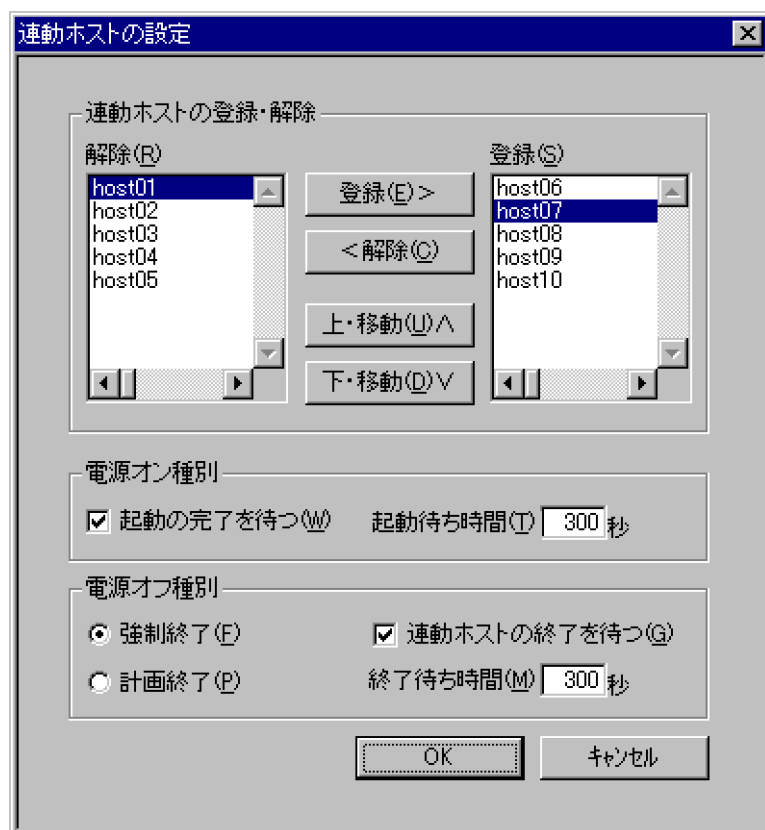 連動ホストの設定
連動ホストの登録・解除
解除(R) 登録(S)
host01 登録(E)> host06
host02 host07
host03 <解除(C) host08
host04 host09
host05 host10
上・移動(U)∧
下・移動(D)∨
電源オン種別
起動の完了を待つ(W) 起動待ち時間(T) 300 秒
電源オフ種別
強制終了(F) 連動ホストの終了を待つ(G)
計画終了(P) 終了待ち時間(M) 300 秒
OK キャンセル